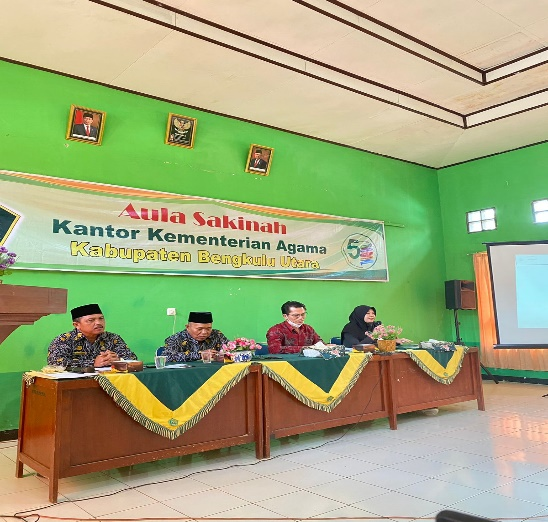 Aula Sakinah
Kantor Kementerian Agama
Kabupaten Bengkulu Utara